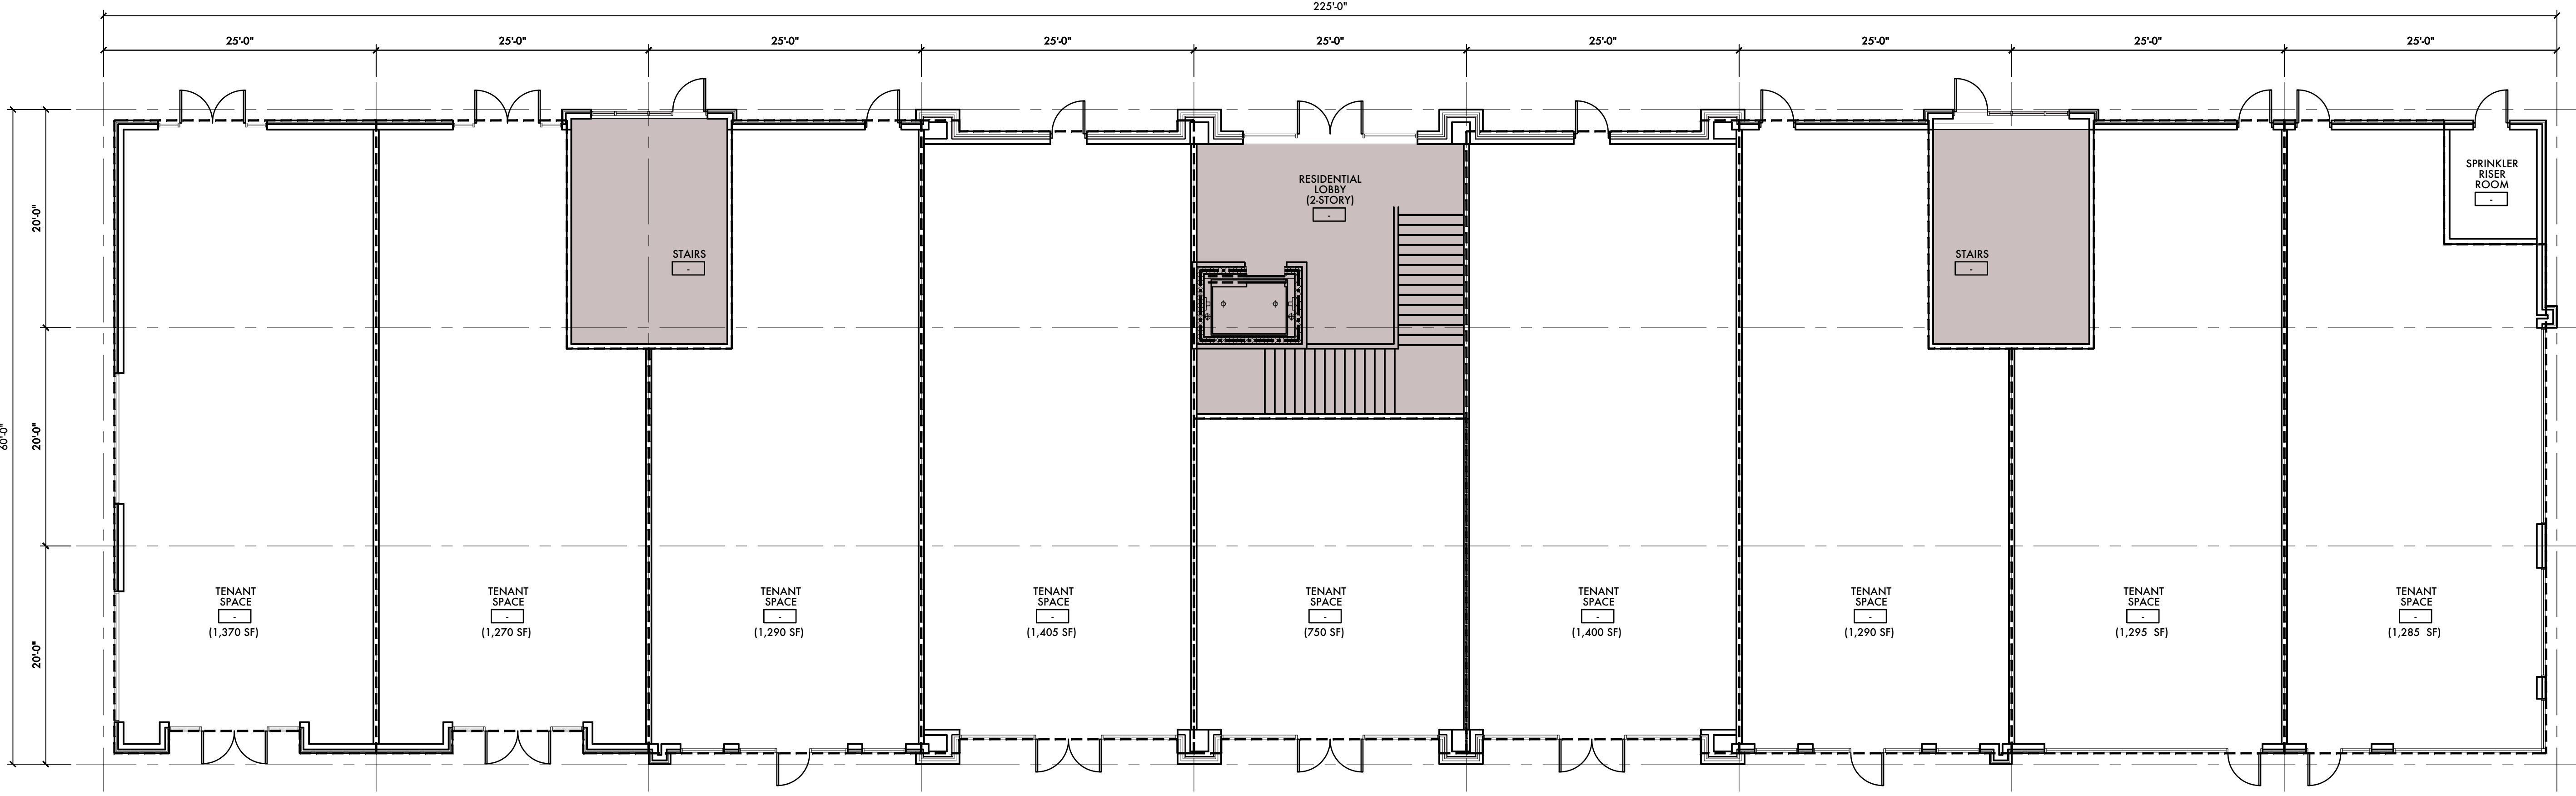 225'-0"
25'-0"
25'-0"
25'-0"
25'-0"
25'-0"
25'-0"
25'-0"
25'-0"
25'-0"
20'-0"
60'-0"
20'-0"
20'-0"
STAIRS
-
RESIDENTIAL
LOBBY
(2-STORY)
-
STAIRS
-
SPRINKLER
RISER
ROOM
-
TENANT
SPACE
-
(1,370 SF)
TENANT
SPACE
-
(1,270 SF)
TENANT
SPACE
-
(1,290 SF)
TENANT
SPACE
-
(1,405 SF)
TENANT
SPACE
-
(750 SF)
TENANT
SPACE
-
(1,400 SF)
TENANT
SPACE
-
(1,290 SF)
TENANT
SPACE
-
(1,295 SF)
TENANT
SPACE
-
(1,285 SF)